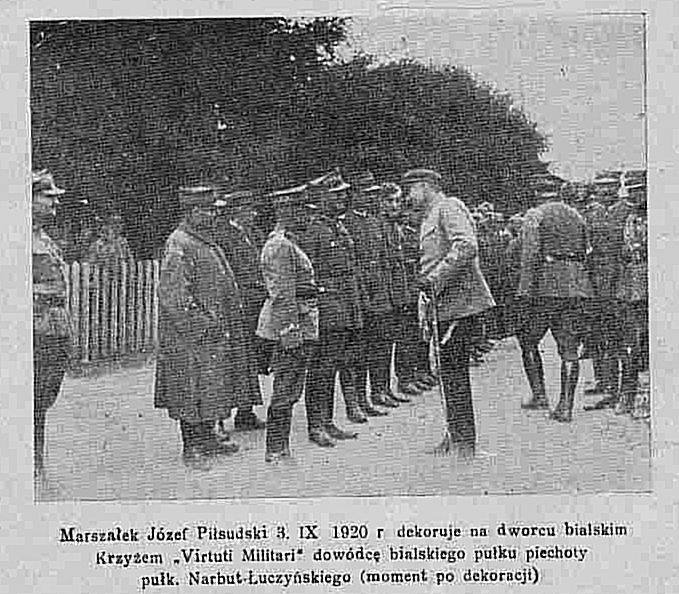 Marszałek Józef Piłsudski 3. IX 1920 r dekoruje na dworcu bialskim
Krzyżem „Virtuti Militari" dowódcę bialskiego pułku piechoty
pułk. Narbut-Łuczyńskiego (moment po dekoracji)